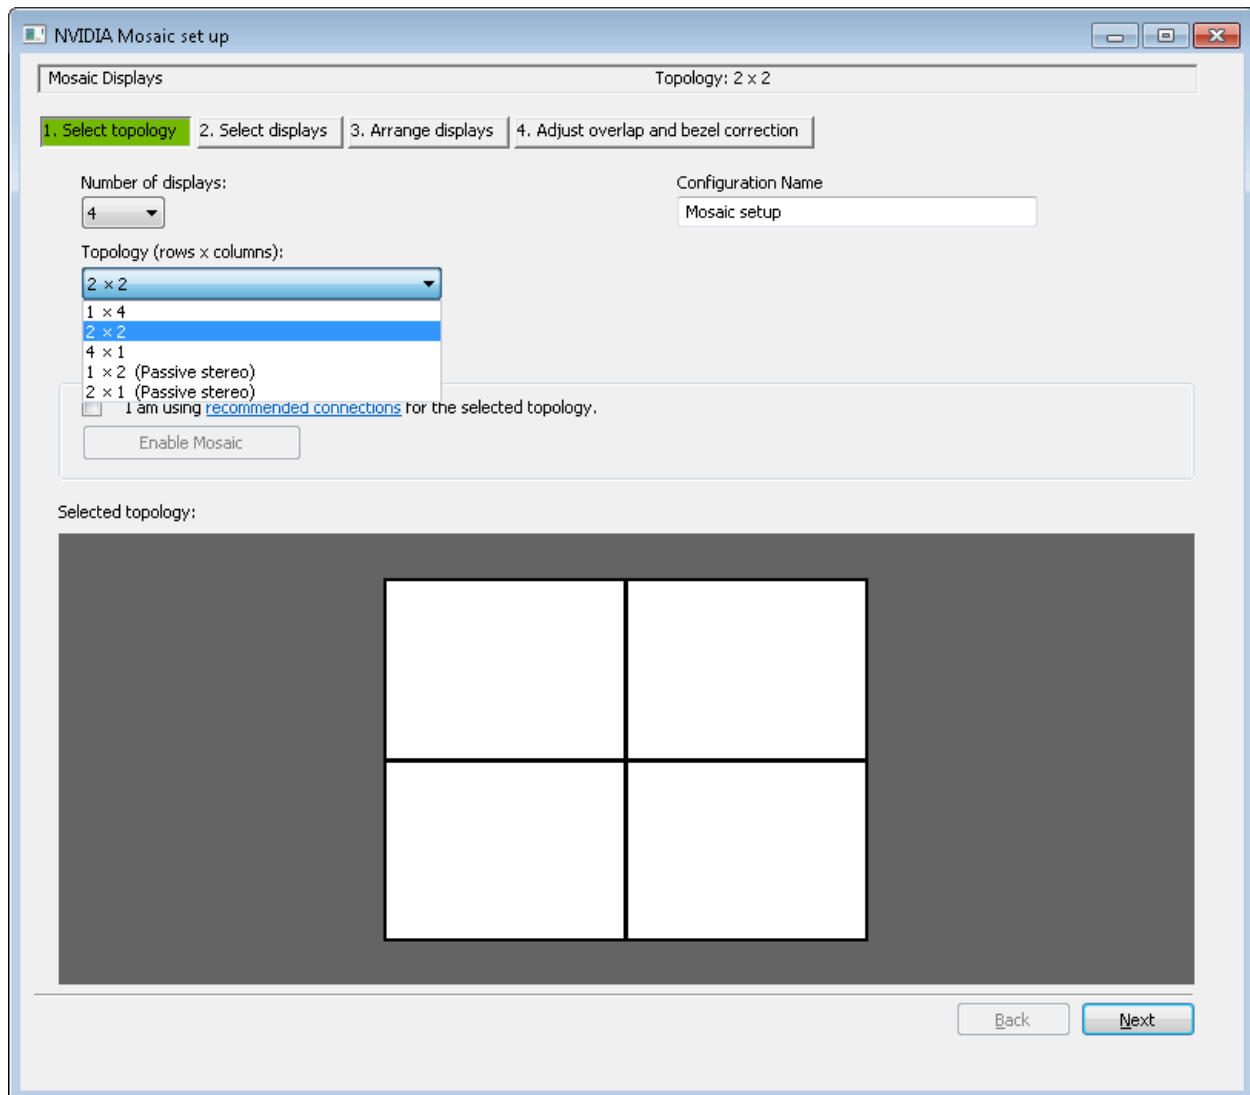 NVIDIA Mosaic set up
Mosaic Displays Topology: 2 x 2
1. Select topology 2. Select displays 3. Arrange displays 4. Adjust overlap and bezel correction
Number of displays: Configuration Name
4 Mosaic setup
Topology (rows x columns):
2 × 2
1 × 4
2 × 2
4 × 1
1 × 2 (Passive stereo)
2 × 1 (Passive stereo)
I am using recommended connections for the selected topology.
Enable Mosaic
Selected topology:
Back Next